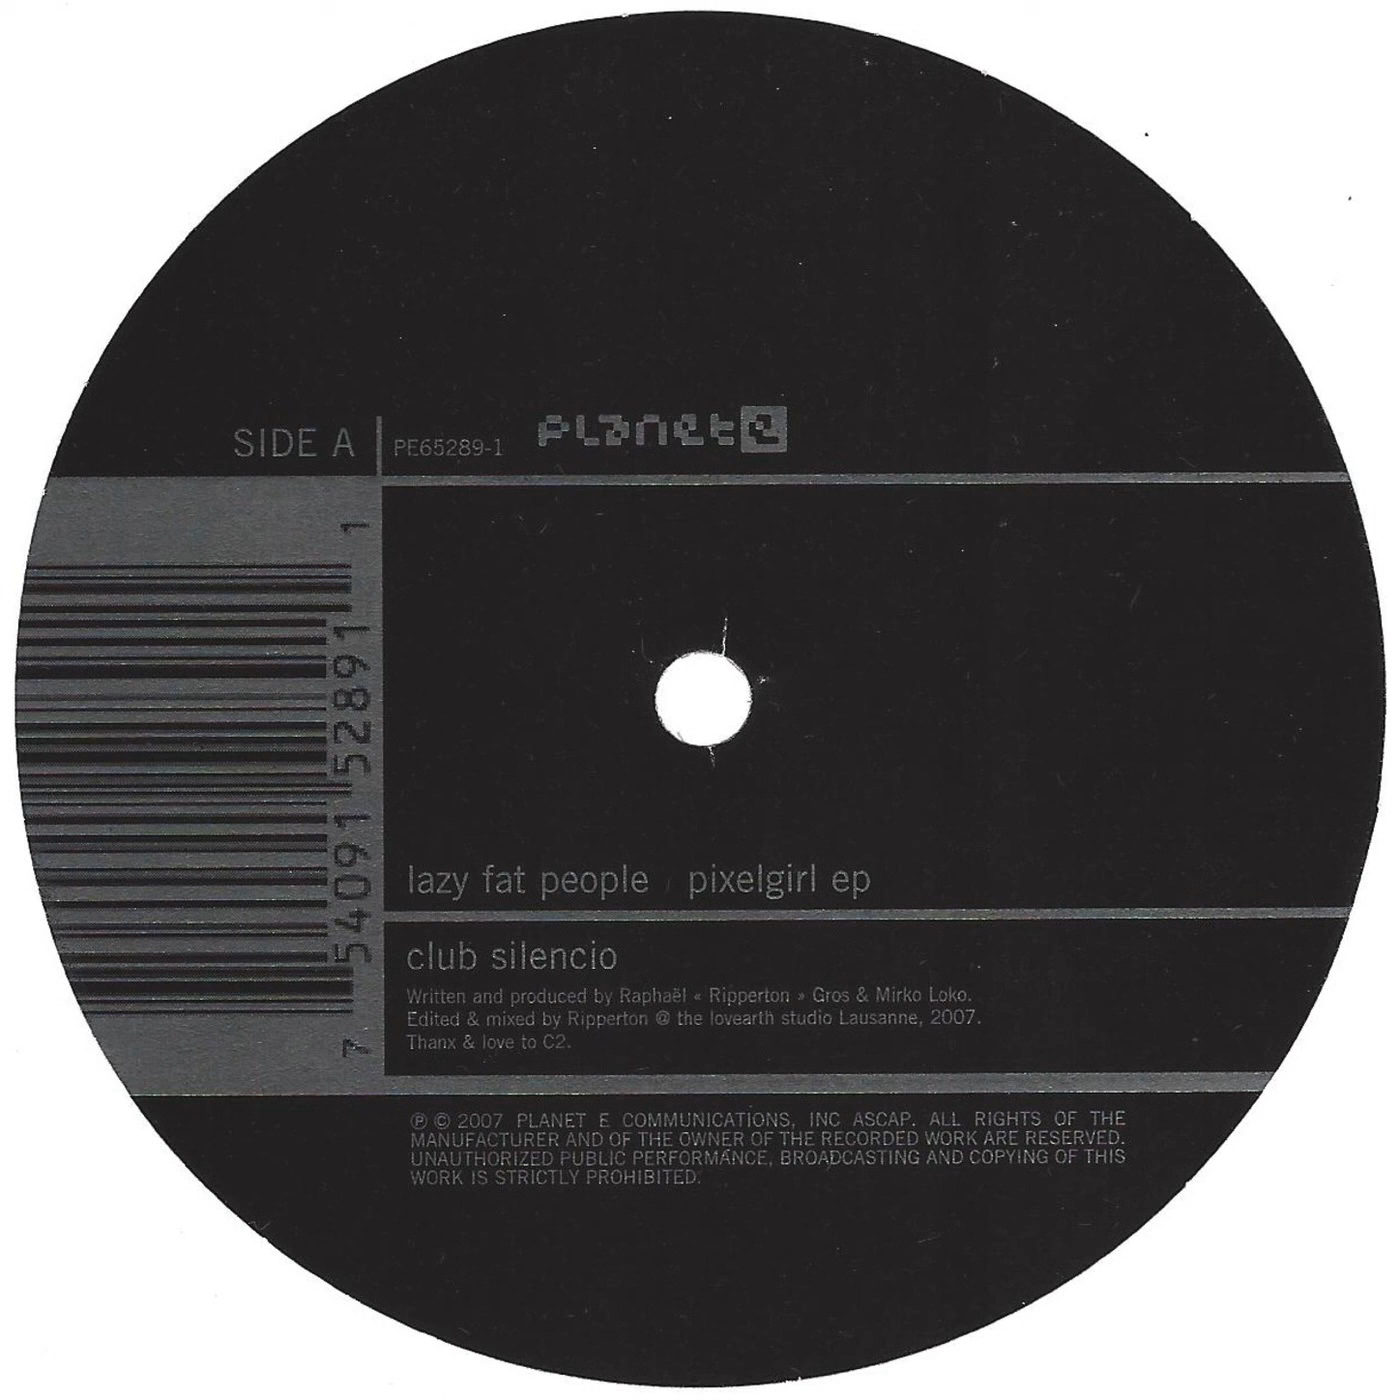 SIDE A
PE65289-1
planet e
7 54091 52891 1
lazy fat people / pixelgirl ep
club silencio
Written and produced by Raphaël « Ripperton » Gros & Mirko Loko.
Edited & mixed by Ripperton @ the lovearth studio Lausanne, 2007.
Thanx & love to C2.
℗ © 2007 PLANET E COMMUNICATIONS, INC ASCAP. ALL RIGHTS OF THE
MANUFACTURER AND OF THE OWNER OF THE RECORDED WORK ARE RESERVED.
UNAUTHORIZED PUBLIC PERFORMANCE, BROADCASTING AND COPYING OF THIS
WORK IS STRICTLY PROHIBITED.